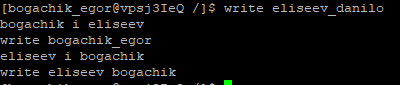 [bogachik_egor@vpsj3IeQ /]$ write eliseev_danilo
bogachik i eliseev
write bogachik_egor
eliseev i bogachik
write eliseev bogachik